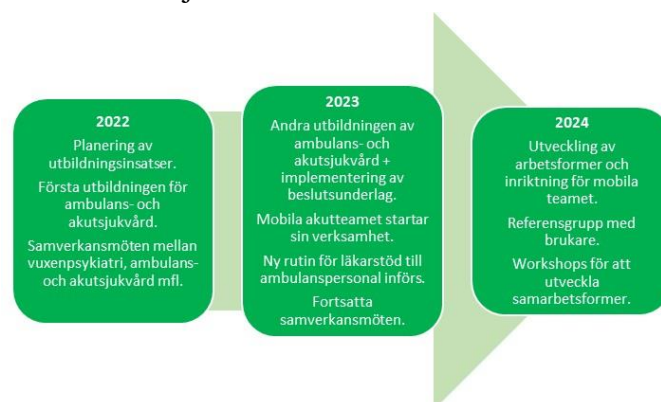 2022
Planering av
utbildningsinsatser.
Första utbildningen för
ambulans- och
akutsjukvård.
Samverkansmöten mellan
vuxenpsykiatri, ambulans-
och akutsjukvård mfl.
2023
Andra utbildningen av
ambulans- och
akutsjukvård +
implementering av
beslutsunderlag.
Mobila akutteamet startar
sin verksamhet.
Ny rutin för läkarstöd till
ambulanspersonal införs.
Fortsatta
samverkansmöten.
2024
Utveckling av
arbetsformer och
inriktning för mobila
teamet.
Referensgrupp med
brukare.
Workshops för att
utveckla
samarbetsformer.